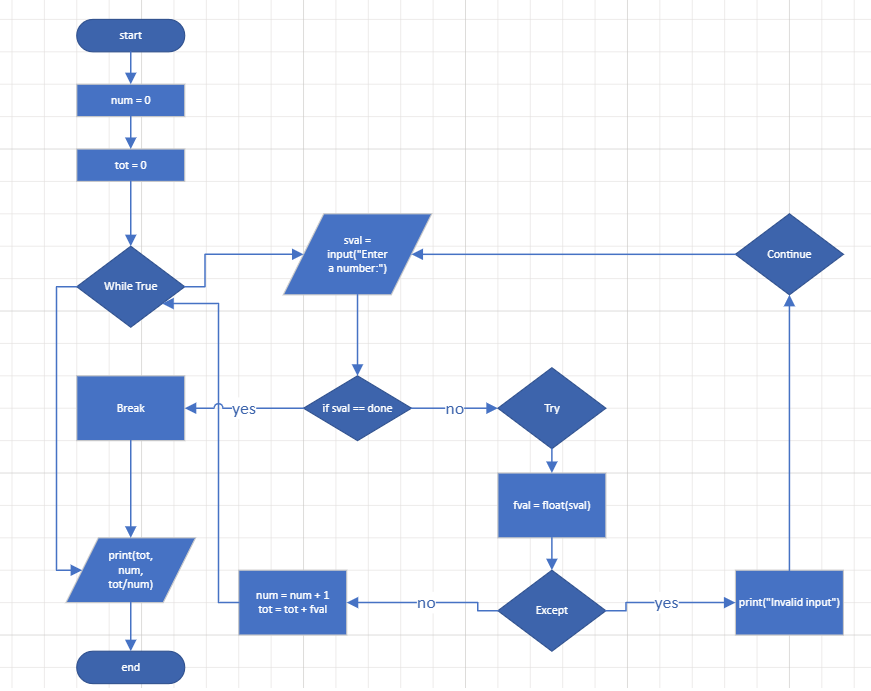 start
num = 0
tot = 0
While True
sval =
input("Enter
a number:")
Continue
Break
yes
if sval == done
no
Try
fval = float(sval)
print(tot,
num,
tot/num)
num = num + 1
tot = tot + fval
no
Except
yes
print("Invalid input")
end